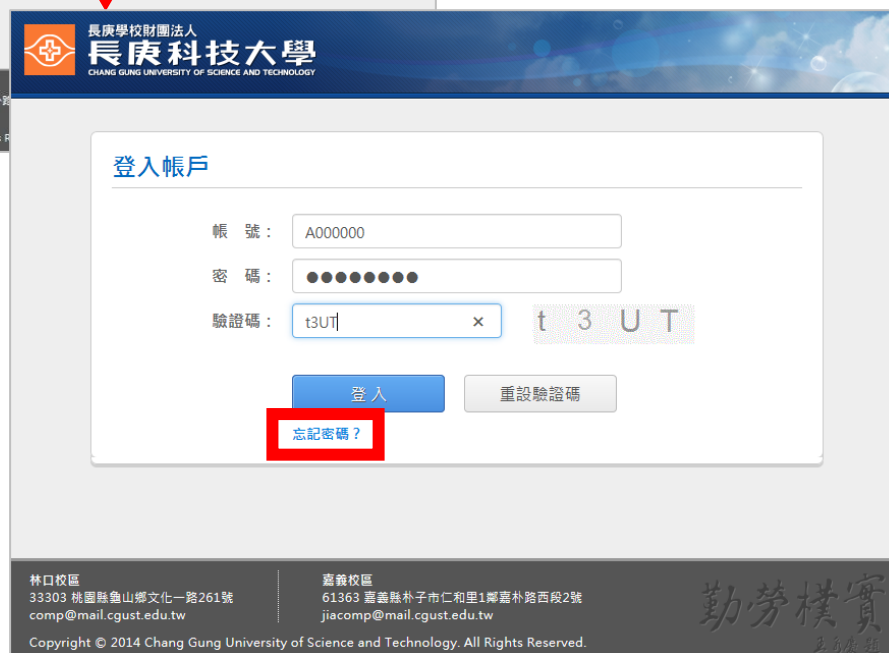 長庚學校財團法人
長庚科技大學
CHANG GUNG UNIVERSITY OF SCIENCE AND TECHNOLOGY
登入帳戶
帳 號：
A000000
密 碼：
●●●●●●●●
驗證碼：
t3UT
×
t 3 U T
登 入
重設驗證碼
忘記密碼？
林口校區
33303 桃園縣龜山鄉文化一路261號
comp@mail.cgust.edu.tw
嘉義校區
61363 嘉義縣朴子市仁和里1鄰嘉朴路西段2號
jiacomp@mail.cgust.edu.tw
勤勞樸實
Copyright © 2014 Chang Gung University of Science and Technology. All Rights Reserved.